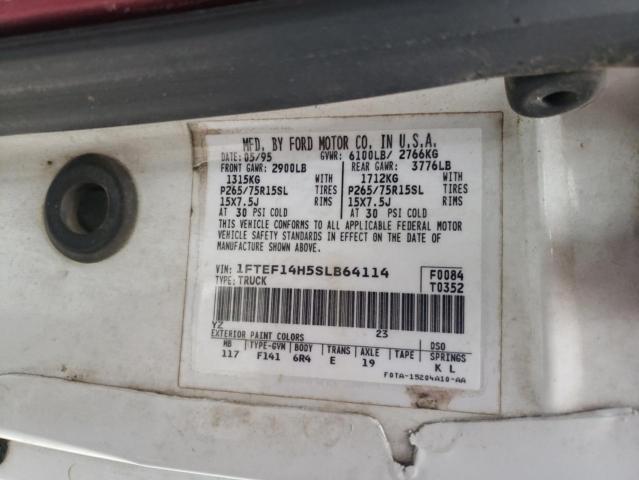 MFD. BY FORD MOTOR CO. IN U.S.A.
DATE: 05/95 GVWR: 6100LB/ 2766KG
FRONT GAWR: 2900LB REAR GAWR: 3776LB
1315KG 1712KG
P265/75R15SL TIRES P265/75R15SL TIRES
15X7.5J RIMS 15X7.5J RIMS
AT 30 PSI COLD AT 30 PSI COLD
THIS VEHICLE CONFORMS TO ALL APPLICABLE FEDERAL MOTOR
VEHICLE SAFETY STANDARDS IN EFFECT ON THE DATE OF
MANUFACTURE SHOWN ABOVE.
VIN: 1FTEF14H5SLB64114 F0084
TYPE: TRUCK T0352
YZ 23
EXTERIOR PAINT COLORS DSO
WB TYPE-GVW BODY TRANS AXLE TAPE SPRINGS
117 F141 6R4 E 19 K L
F0TA-15204A10-AA